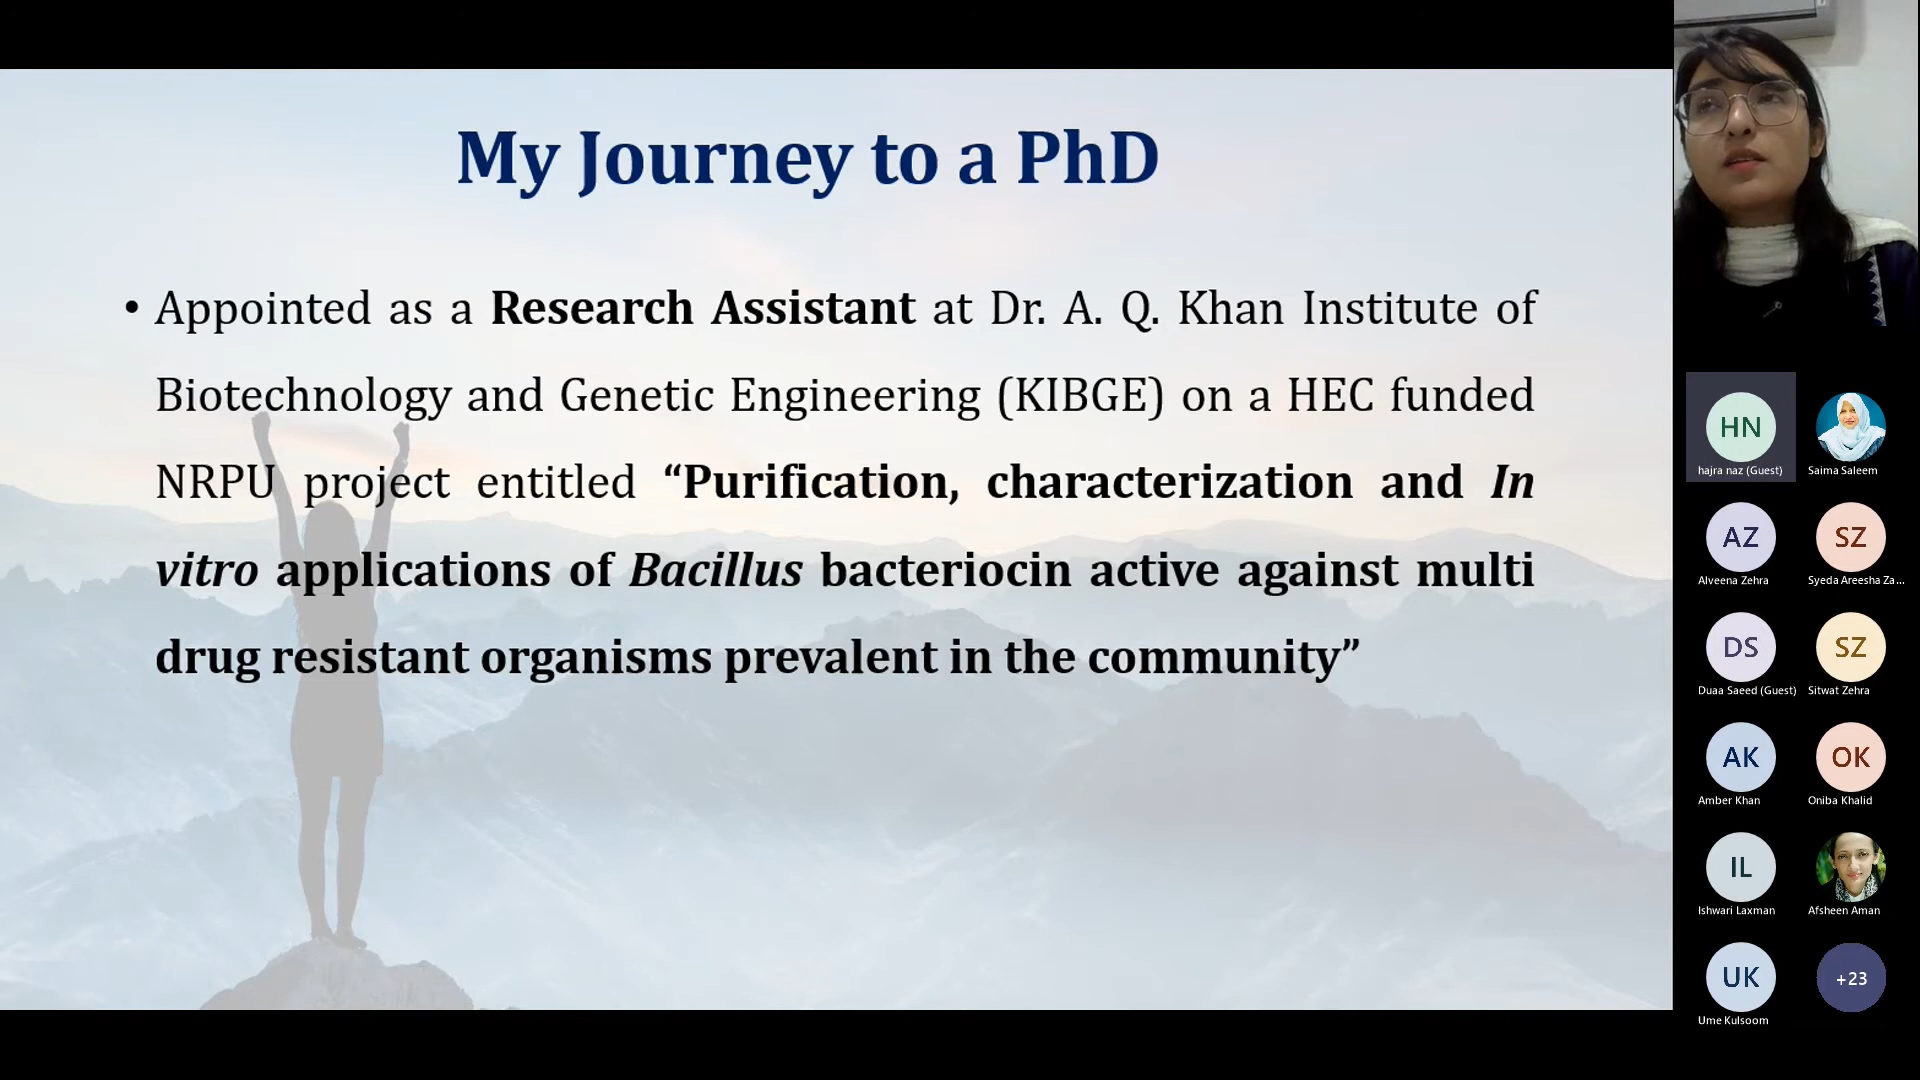 My Journey to a PhD
• Appointed as a Research Assistant at Dr. A. Q. Khan Institute of
Biotechnology and Genetic Engineering (KIBGE) on a HEC funded
NRPU project entitled “Purification, characterization and In
vitro applications of Bacillus bacteriocin active against multi
drug resistant organisms prevalent in the community”
HN
hajra naz (Guest)
Saima Saleem
AZ
Alveena Zehra
SZ
Syeda Areesha Za...
DS
Duaa Saeed (Guest)
SZ
Sitwat Zehra
AK
Amber Khan
OK
Oniba Khalid
IL
Ishwari Laxman
Afsheen Aman
UK
Ume Kulsoom
+23